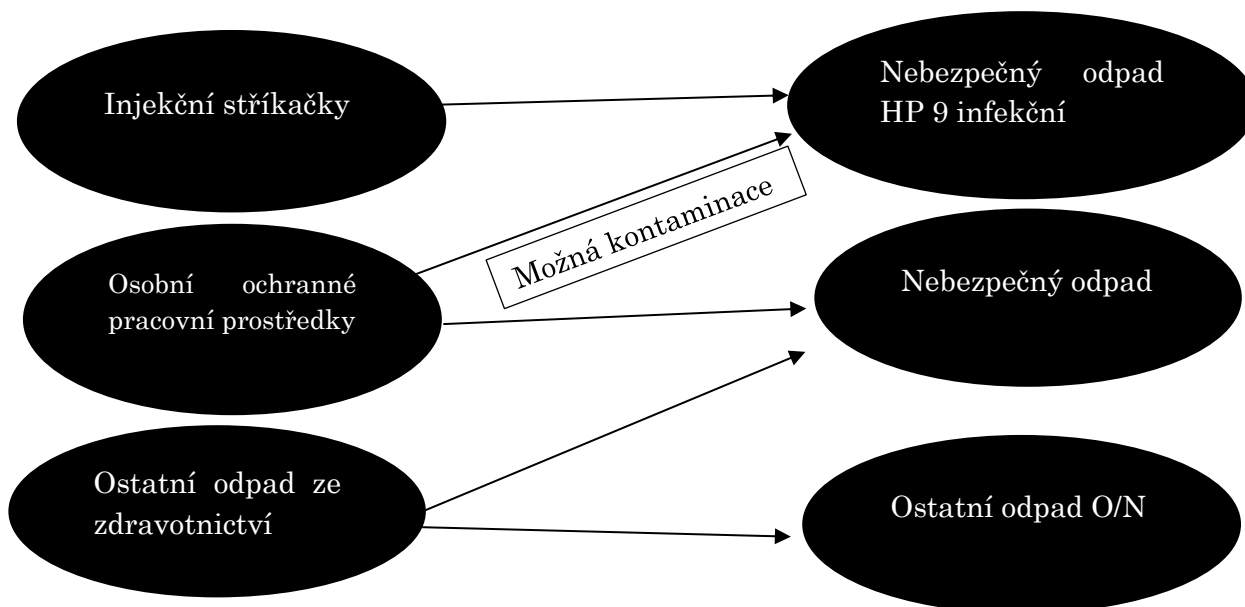 Injekční stříkačky
Nebezpečný odpad
HP 9 infekční
Možná kontaminace
Osobní ochranné
pracovní prostředky
Nebezpečný odpad
Ostatní odpad ze
zdravotnictví
Ostatní odpad O/N